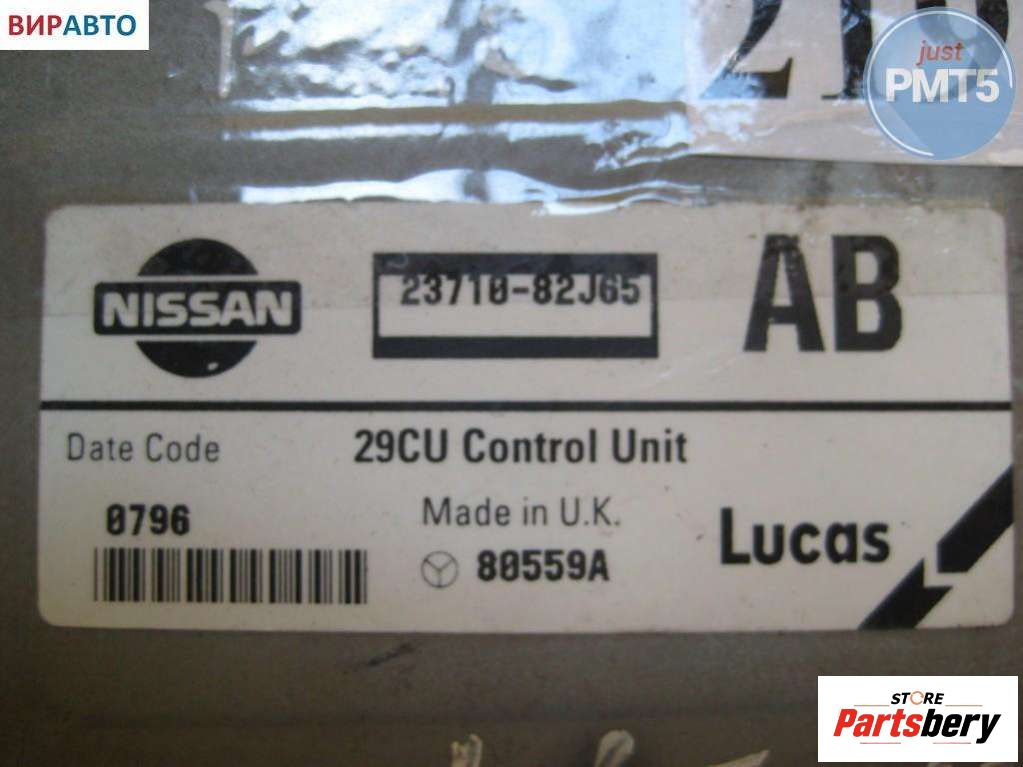 ВИРАВТО
just
PMT5
NISSAN
23710-82J65
AB
Date Code
29CU Control Unit
0796
Made in U.K.
80559A
Lucas
STORE
Partsbery